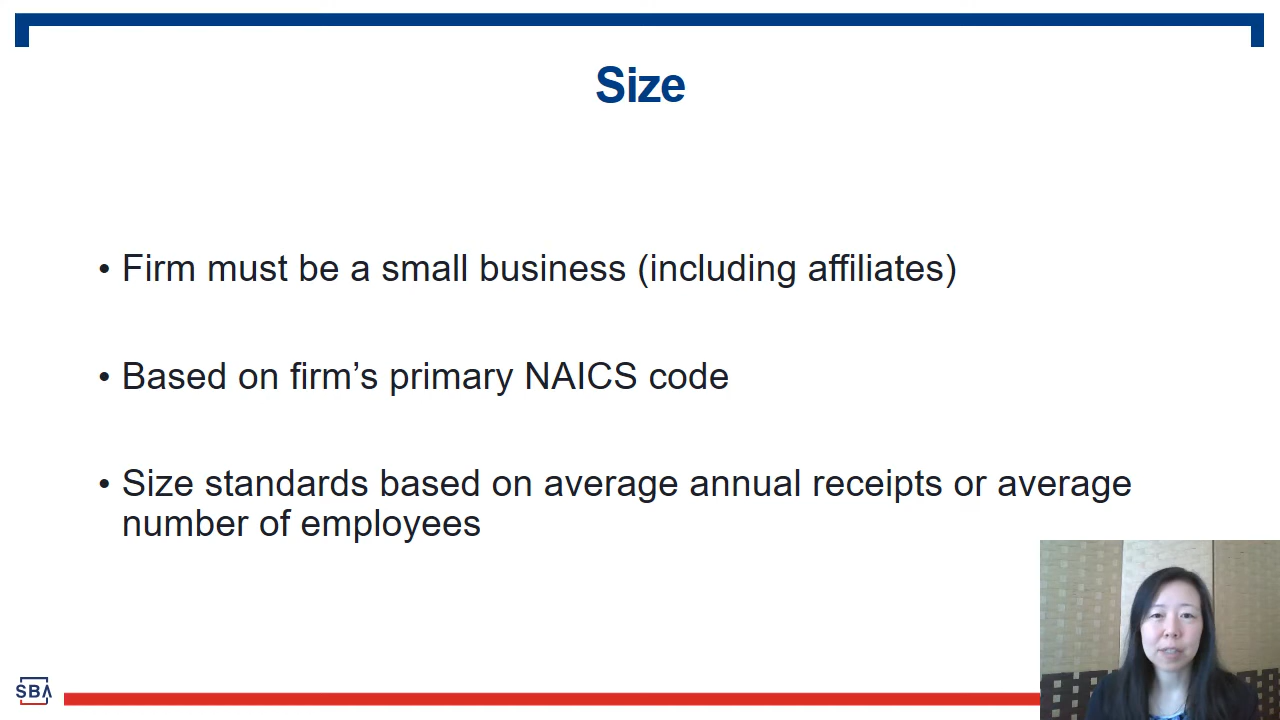 Size
• Firm must be a small business (including affiliates)
• Based on firm’s primary NAICS code
• Size standards based on average annual receipts or average
number of employees
SBA